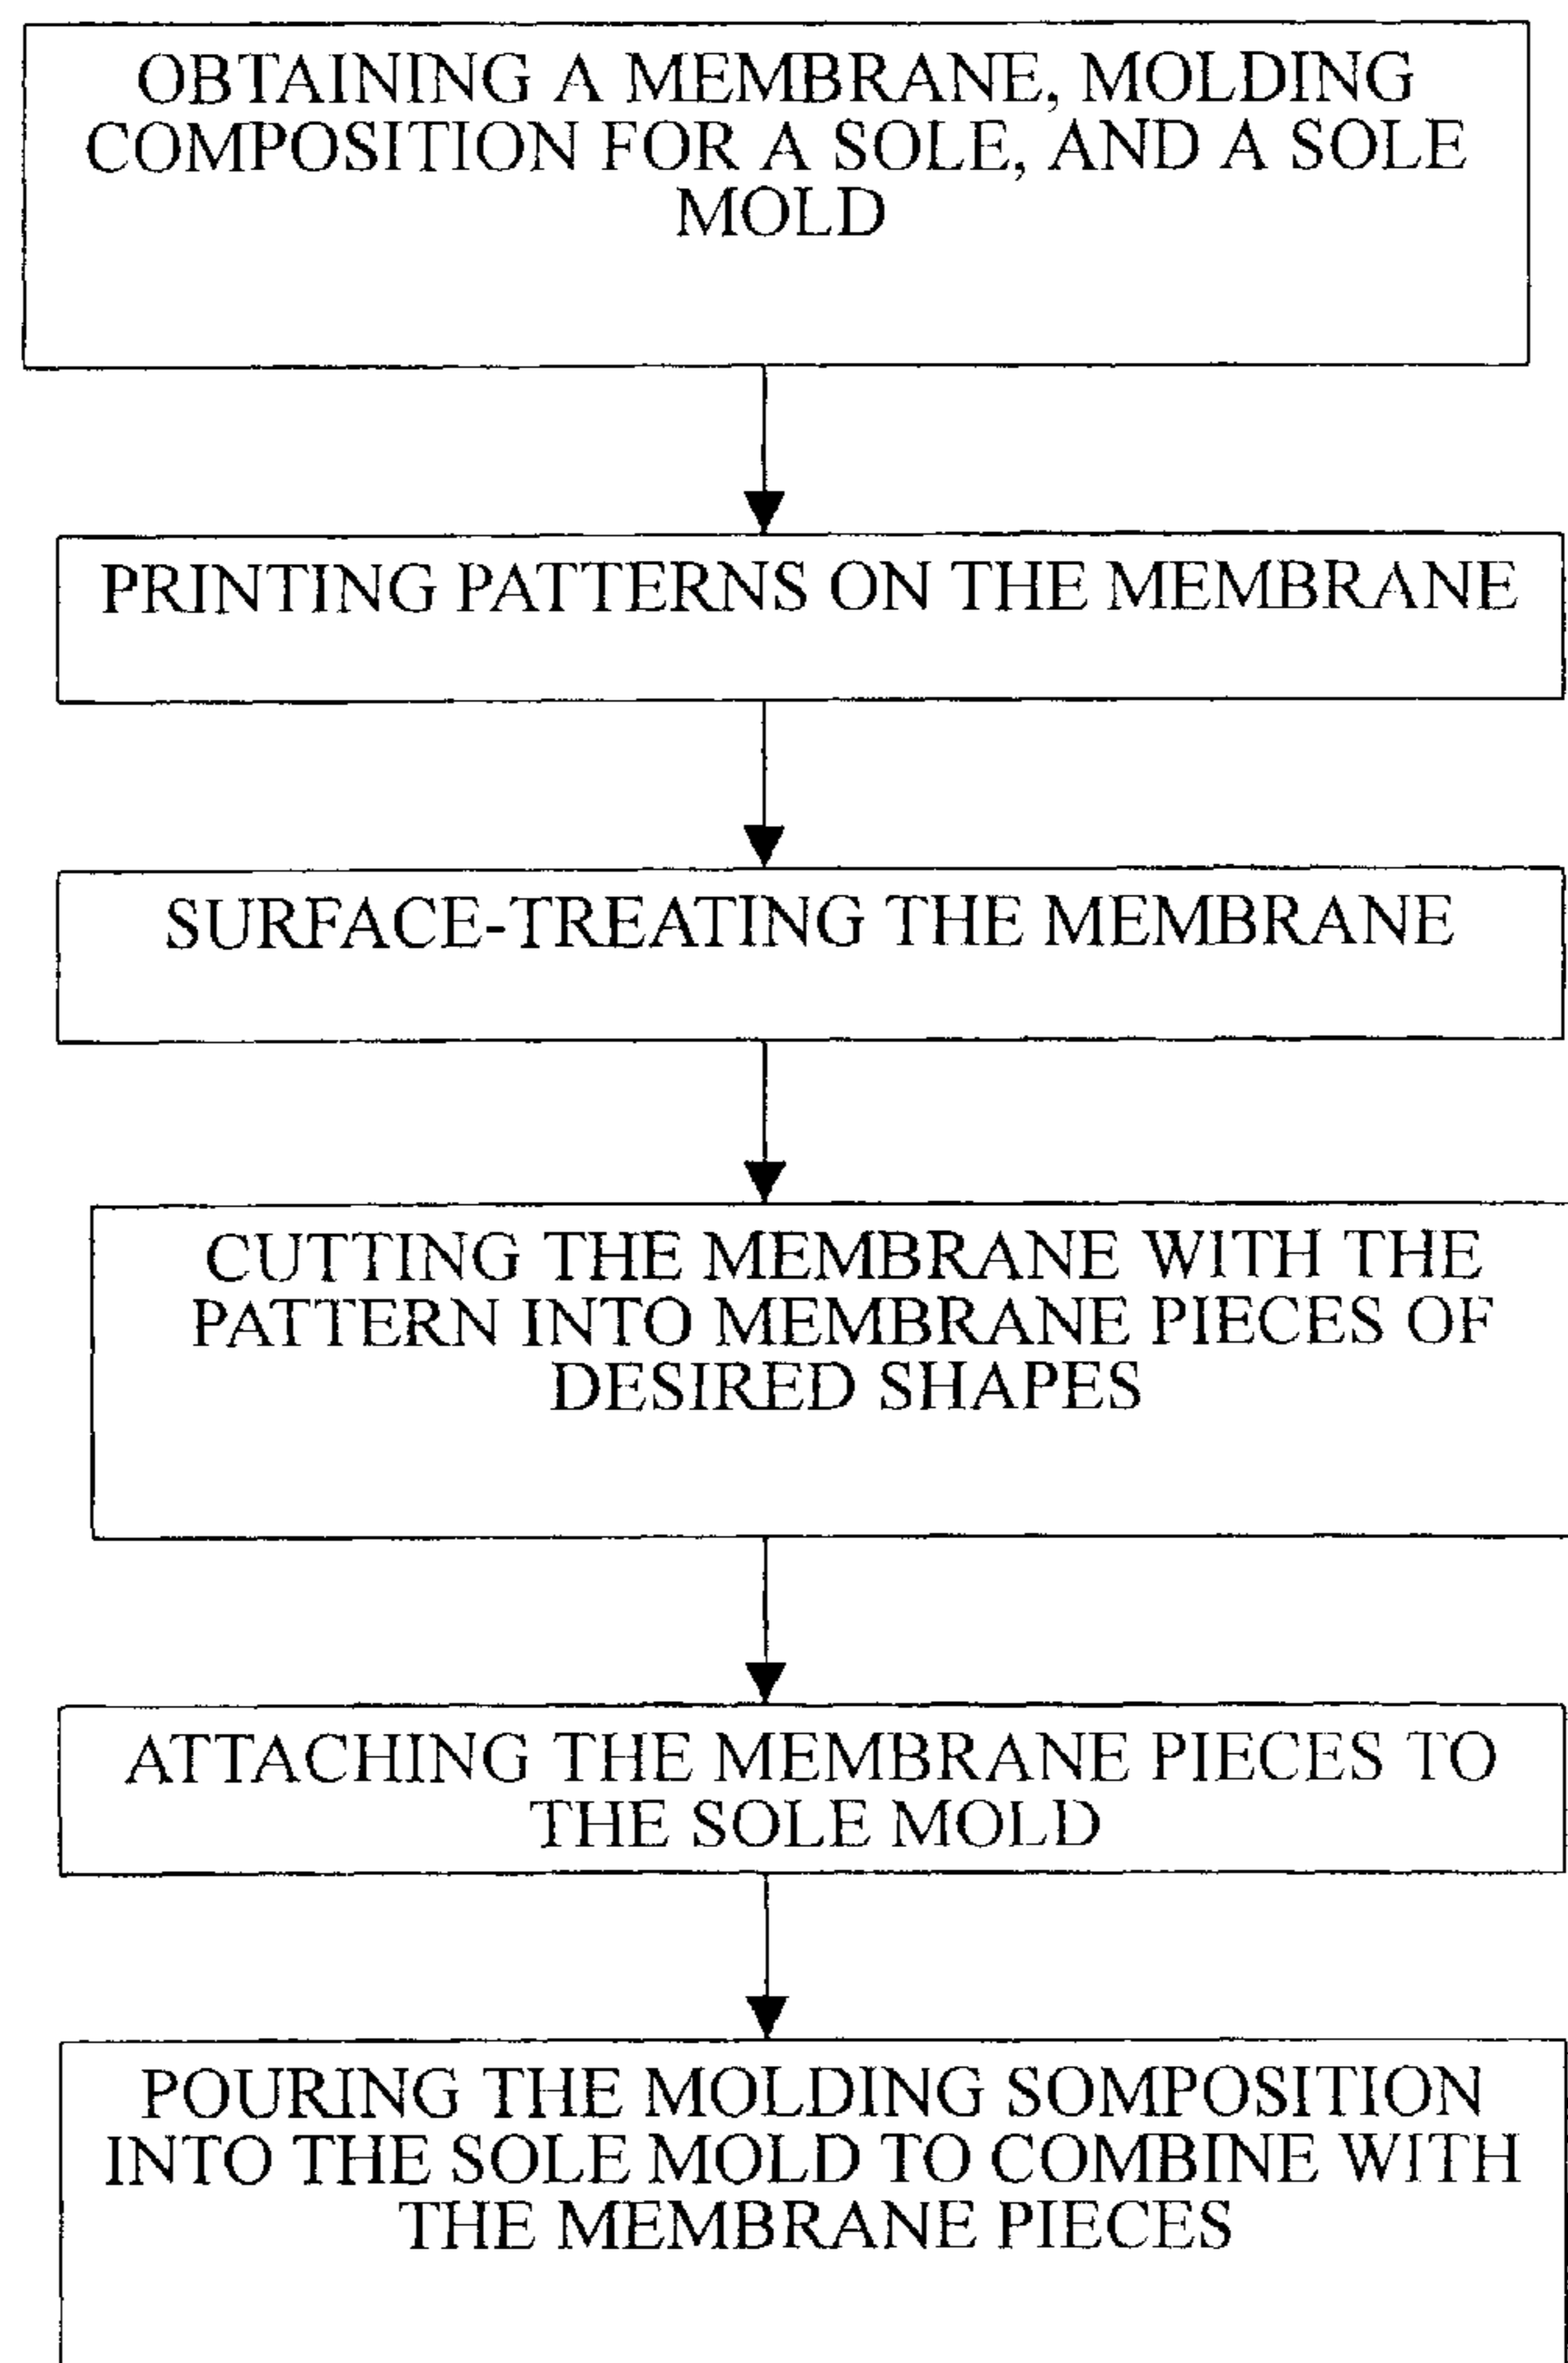 OBTAINING A MEMBRANE, MOLDING
COMPOSITION FOR A SOLE, AND A SOLE
MOLD
PRINTING PATTERNS ON THE MEMBRANE
SURFACE-TREATING THE MEMBRANE
CUTTING THE MEMBRANE WITH THE
PATTERN INTO MEMBRANE PIECES OF
DESIRED SHAPES
ATTACHING THE MEMBRANE PIECES TO
THE SOLE MOLD
POURING THE MOLDING SOMPOSITION
INTO THE SOLE MOLD TO COMBINE WITH
THE MEMBRANE PIECES